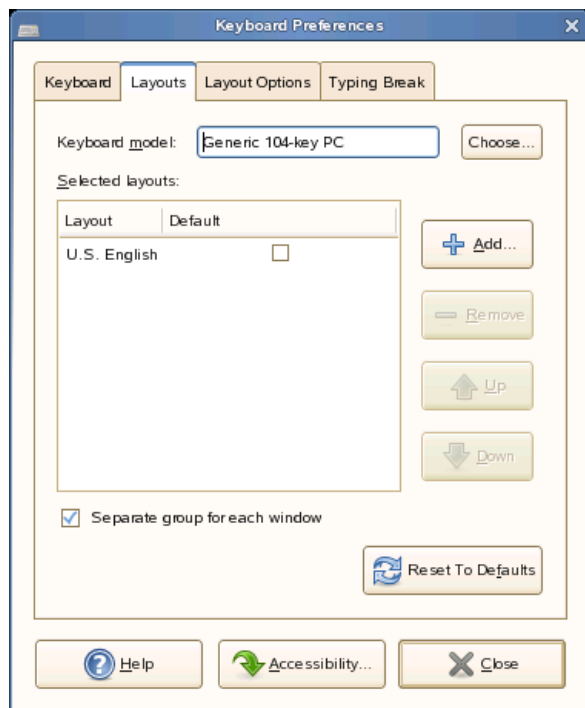 Keyboard Preferences
Keyboard Layouts Layout Options Typing Break
Keyboard model: Generic 104-key PC Choose...
Selected layouts:
Layout Default
U.S. English
Add...
Remove
Up
Down
Separate group for each window
Reset To Defaults
Help Accessibility... Close